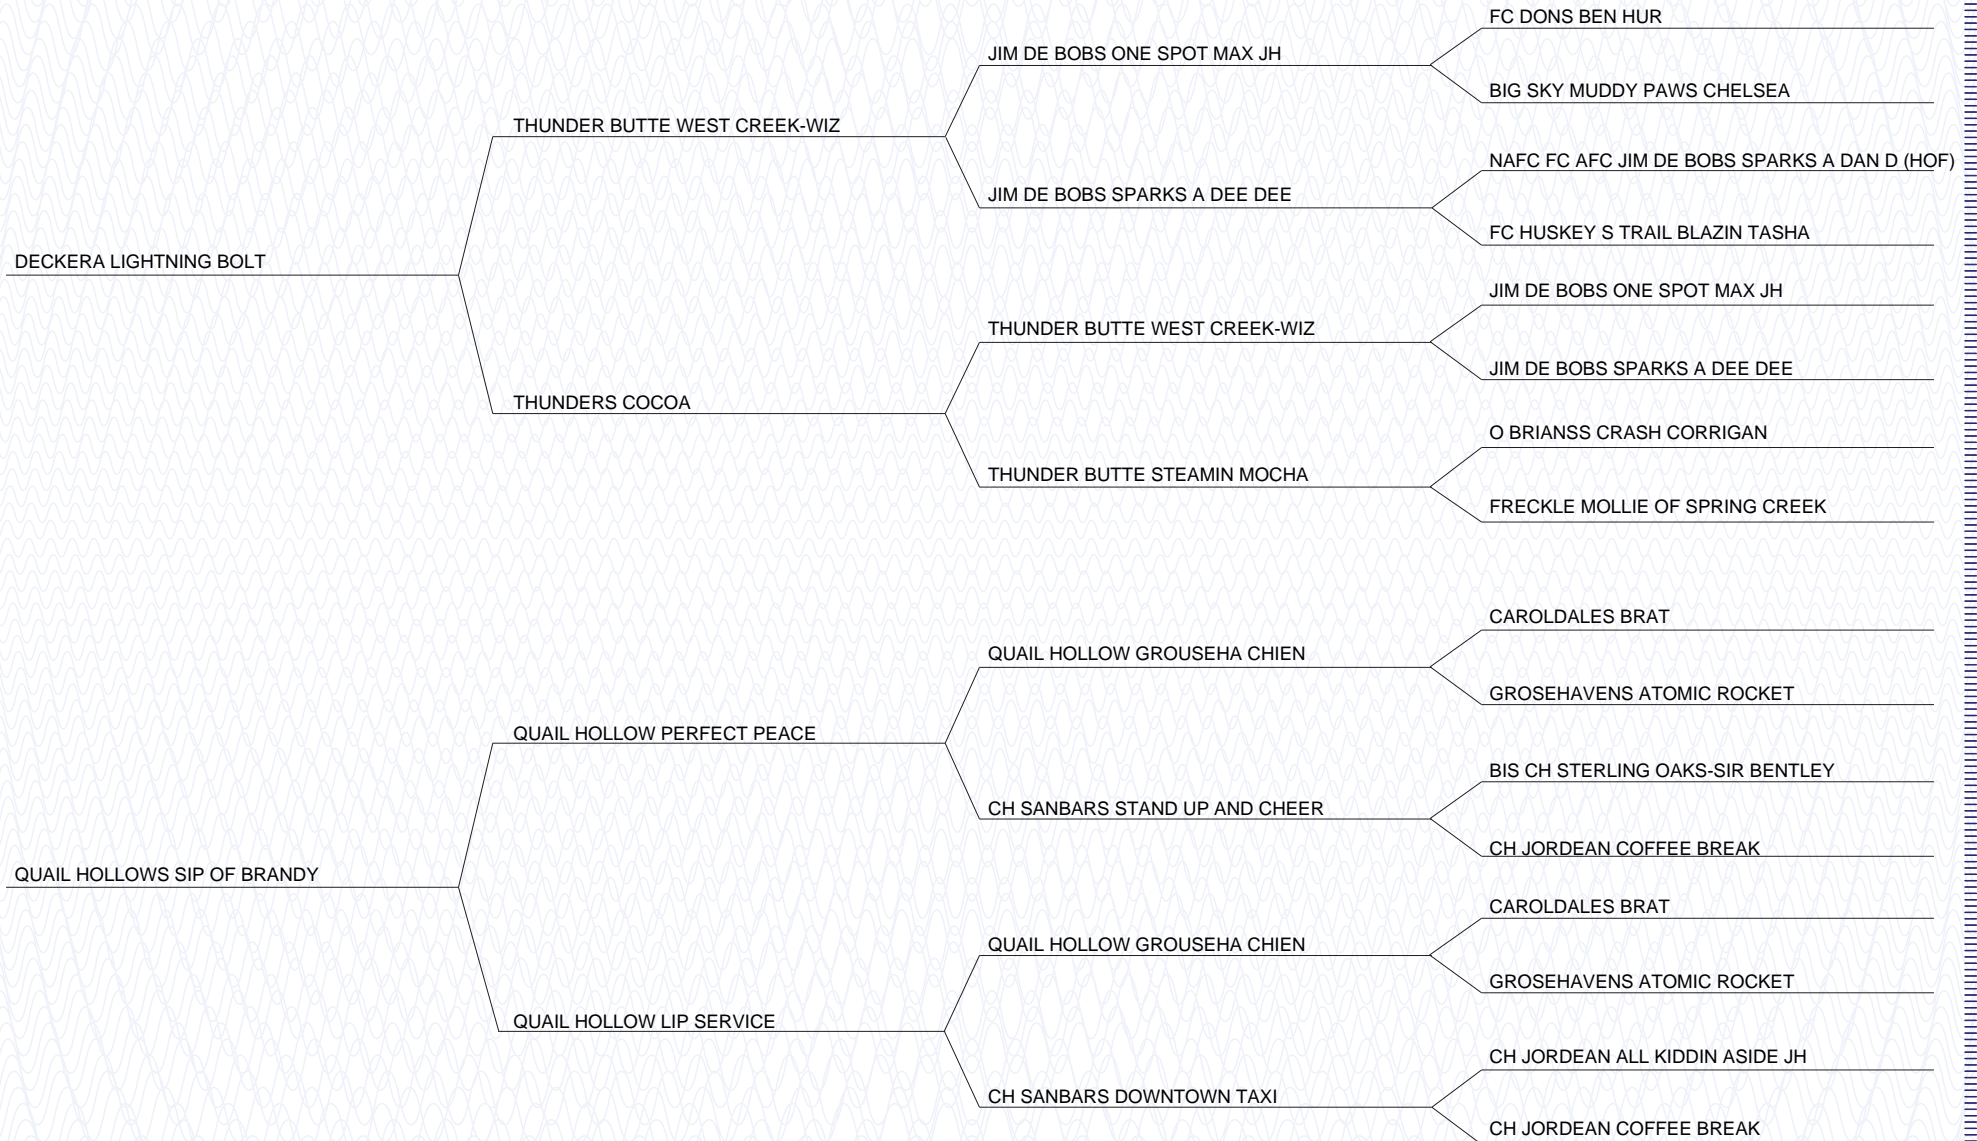 FC DONS BEN HUR
JIM DE BOBS ONE SPOT MAX JH
BIG SKY MUDDY PAWS CHELSEA
THUNDER BUTTE WEST CREEK-WIZ
NAFC FC AFC JIM DE BOBS SPARKS A DAN D (HOF)
JIM DE BOBS SPARKS A DEE DEE
FC HUSKEY S TRAIL BLAZIN TASHA
DECKERA LIGHTNING BOLT
JIM DE BOBS ONE SPOT MAX JH
THUNDER BUTTE WEST CREEK-WIZ
JIM DE BOBS SPARKS A DEE DEE
THUNDERS COCOA
O BRIANSS CRASH CORRIGAN
THUNDER BUTTE STEAMIN MOCHA
FRECKLE MOLLIE OF SPRING CREEK
CAROLDALES BRAT
QUAIL HOLLOW GROUSEHA CHIEN
GROSEHAVENS ATOMIC ROCKET
QUAIL HOLLOW PERFECT PEACE
BIS CH STERLING OAKS-SIR BENTLEY
CH SANBARS STAND UP AND CHEER
CH JORDEAN COFFEE BREAK
QUAIL HOLLOWS SIP OF BRANDY
CAROLDALES BRAT
QUAIL HOLLOW GROUSEHA CHIEN
GROSEHAVENS ATOMIC ROCKET
QUAIL HOLLOW LIP SERVICE
CH JORDEAN ALL KIDDIN ASIDE JH
CH SANBARS DOWNTOWN TAXI
CH JORDEAN COFFEE BREAK